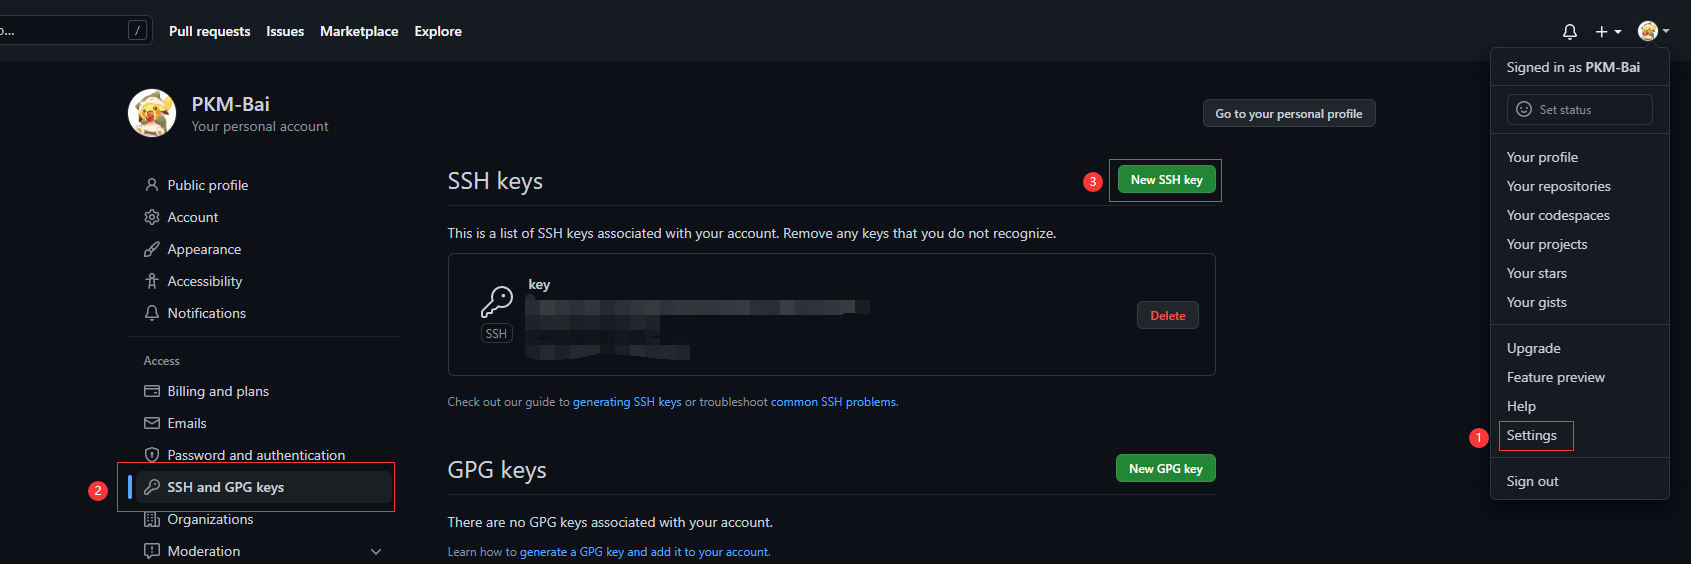 o...
/
Pull requests Issues Marketplace Explore
Signed in as PKM-Bai
Set status
Your profile
Your repositories
Your codespaces
Your projects
Your stars
Your gists
Upgrade
Feature preview
Help
1 Settings
Sign out
PKM-Bai
Your personal account
Go to your personal profile
Public profile
Account
Appearance
Accessibility
Notifications
Access
Billing and plans
Emails
Password and authentication
2 SSH and GPG keys
Organizations
Moderation
SSH keys
3 New SSH key
This is a list of SSH keys associated with your account. Remove any keys that you do not recognize.
key
SSH
Delete
Check out our guide to generating SSH keys or troubleshoot common SSH problems.
GPG keys
New GPG key
There are no GPG keys associated with your account.
Learn how to generate a GPG key and add it to your account.